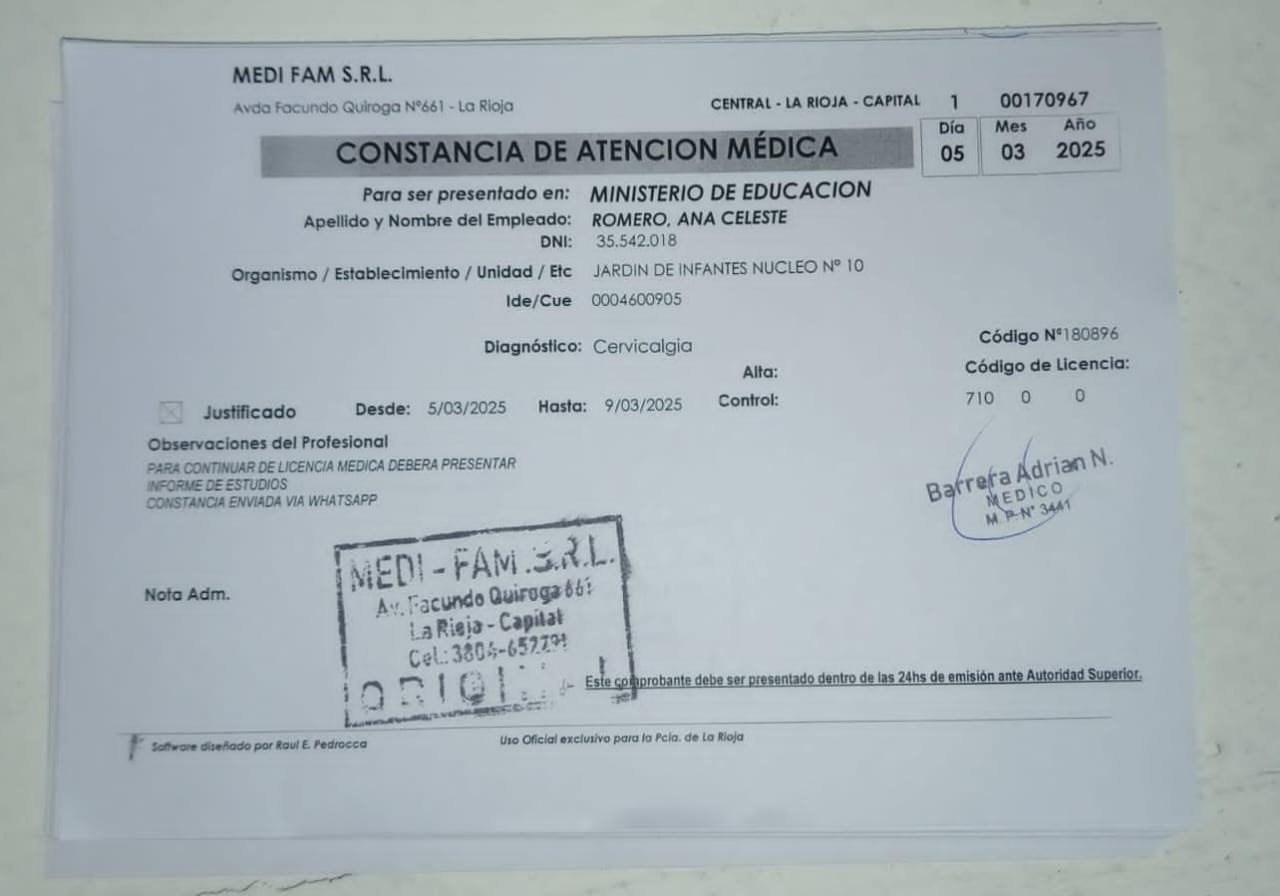 MEDI FAM S.R.L.
Avda Facundo Quiroga Nº661 - La Rioja
CENTRAL - LA RIOJA - CAPITAL 1 00170967
CONSTANCIA DE ATENCION MÉDICA
Día Mes Año
05 03 2025
Para ser presentado en: MINISTERIO DE EDUCACION
Apellido y Nombre del Empleado: ROMERO, ANA CELESTE
DNI: 35.542.018
Organismo / Establecimiento / Unidad / Etc JARDIN DE INFANTES NUCLEO Nº 10
Ide/Cue 0004600905
Diagnóstico: Cervicalgia
Código Nº180896
Alta:
Código de Licencia:
Justificado Desde: 5/03/2025 Hasta: 9/03/2025 Control:
710 0 0
Observaciones del Profesional
PARA CONTINUAR DE LICENCIA MEDICA DEBERA PRESENTAR
INFORME DE ESTUDIOS
CONSTANCIA ENVIADA VIA WHATSAPP
Barrera Adrian N.
MEDICO
M.P.N° 3441
Nota Adm.
MEDI - FAM.S.R.L.
Av. Facundo Quiroga 661
La Rioja - Capital
Cel.: 3804-
Este comprobante debe ser presentado dentro de las 24hs de emisión ante Autoridad Superior.
Software diseñado por Raul E. Pedrocca
Uso Oficial exclusivo para la Pcia. de La Rioja